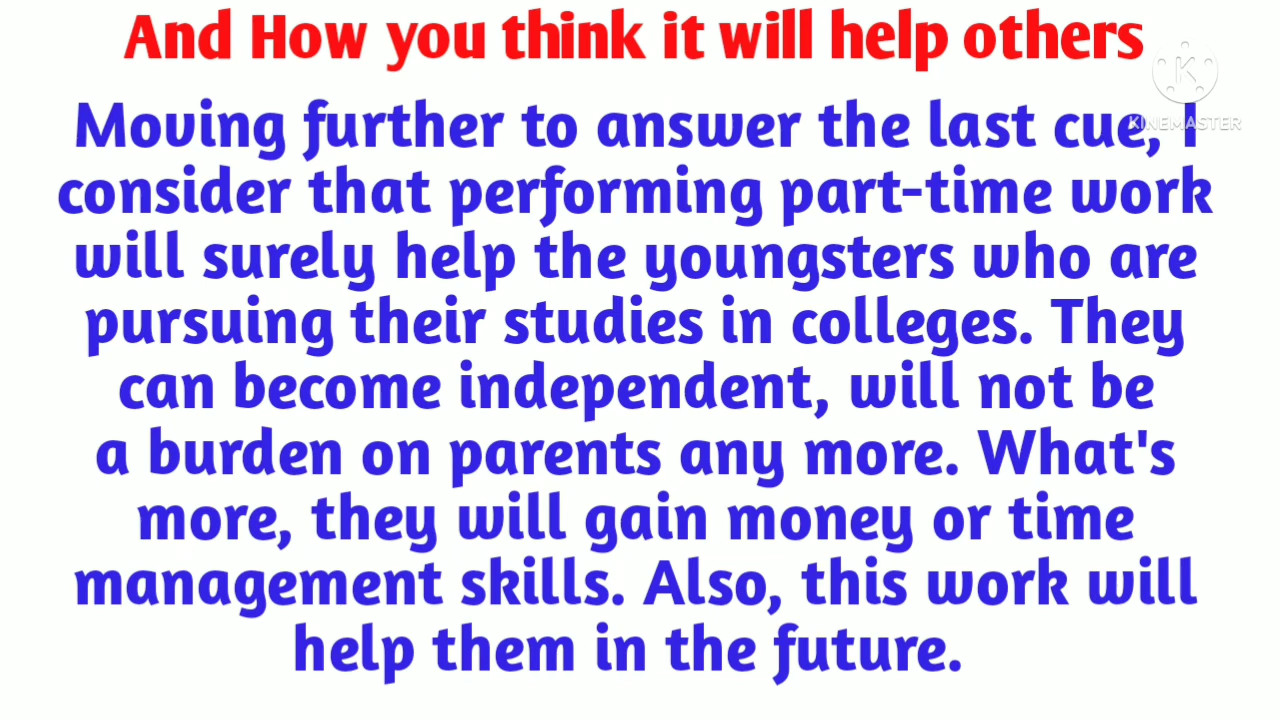 And How you think it will help others
Moving further to answer the last cue, I
KINEMASTER
consider that performing part-time work
will surely help the youngsters who are
pursuing their studies in colleges. They
can become independent, will not be
a burden on parents any more. What's
more, they will gain money or time
management skills. Also, this work will
help them in the future.